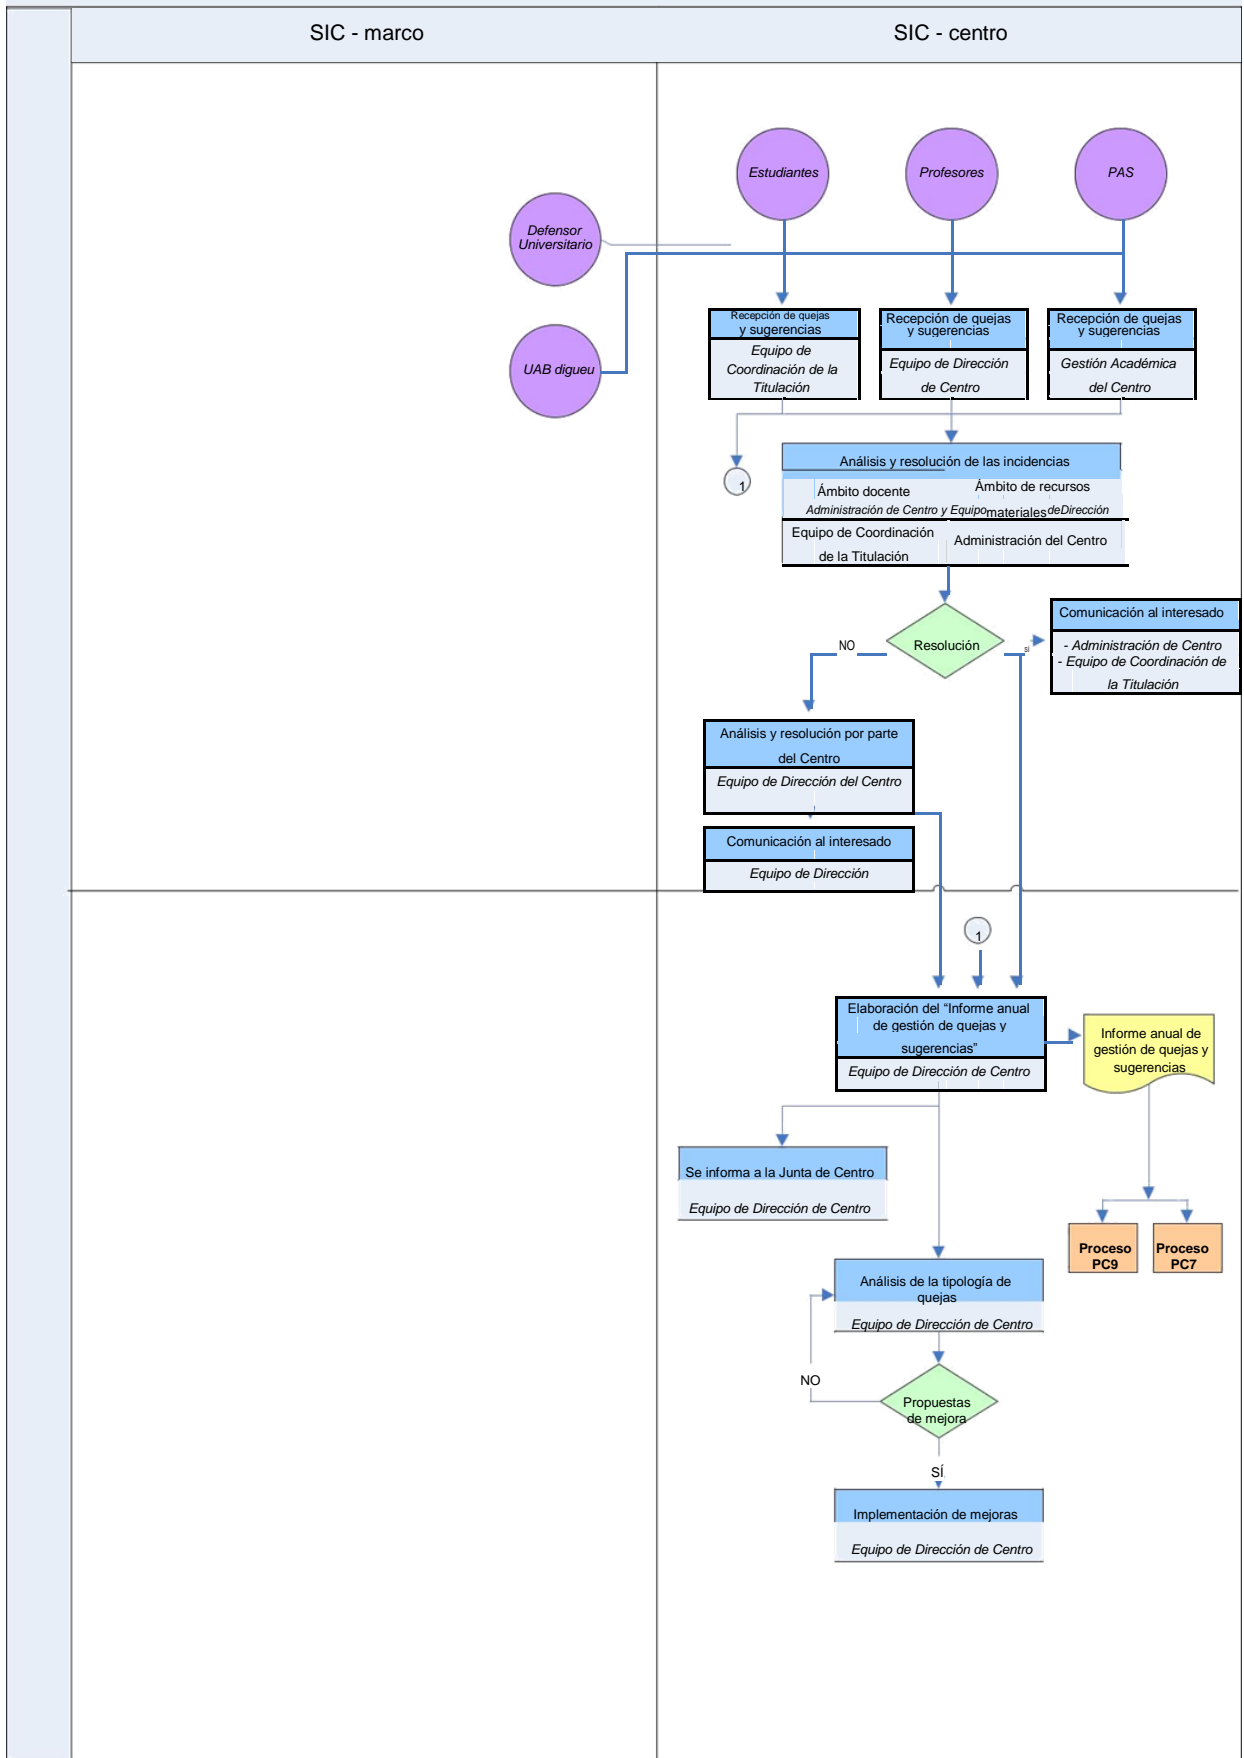 SIC - marco
SIC - centro
Estudiantes
Profesores
PAS
Defensor
Universitario
UAB digueu
Recepción de quejas
y sugerencias
Equipo de
Coordinación de la
Titulación
Recepción de quejas
y sugerencias
Equipo de Dirección
de Centro
Recepción de quejas
y sugerencias
Gestión Académica
del Centro
1
Análisis y resolución de las incidencias
Ámbito docente
Ámbito de recursos
materiales
Administración de Centro y Equipo de Dirección
Equipo de Coordinación
de la Titulación
Administración del Centro
Resolución
NO
sí
Comunicación al interesado
- Administración de Centro
- Equipo de Coordinación de
la Titulación
Análisis y resolución por parte
del Centro
Equipo de Dirección del Centro
Comunicación al interesado
Equipo de Dirección
1
Elaboración del “Informe anual
de gestión de quejas y
sugerencias”
Equipo de Dirección de Centro
Informe anual de
gestión de quejas y
sugerencias
Se informa a la Junta de Centro
Equipo de Dirección de Centro
Proceso
PC9
Proceso
PC7
Análisis de la tipología de
quejas
Equipo de Dirección de Centro
NO
Propuestas
de mejora
SÍ
Implementación de mejoras
Equipo de Dirección de Centro